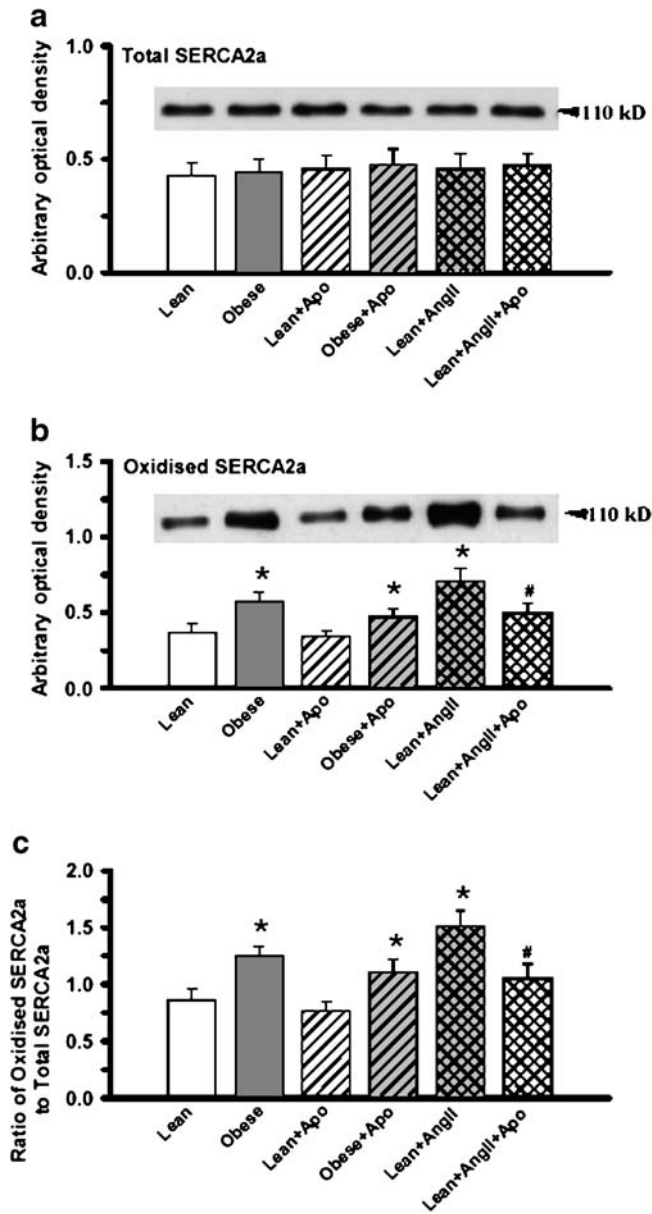 a
Total SERCA2a
110 kD
Arbitrary optical density
1.0
0.5
0.0
Lean
Obese
Lean+Apo
Obese+Apo
Lean+AngII
Lean+AngII+Apo
b
Oxidised SERCA2a
110 kD
Arbitrary optical density
1.5
1.0
0.5
0.0
*
*
*
#
Lean
Obese
Lean+Apo
Obese+Apo
Lean+AngII
Lean+AngII+Apo
c
Ratio of Oxidised SERCA2a
to Total SERCA2a
2.0
1.5
1.0
0.5
0.0
*
*
*
#
Lean
Obese
Lean+Apo
Obese+Apo
Lean+AngII
Lean+AngII+Apo